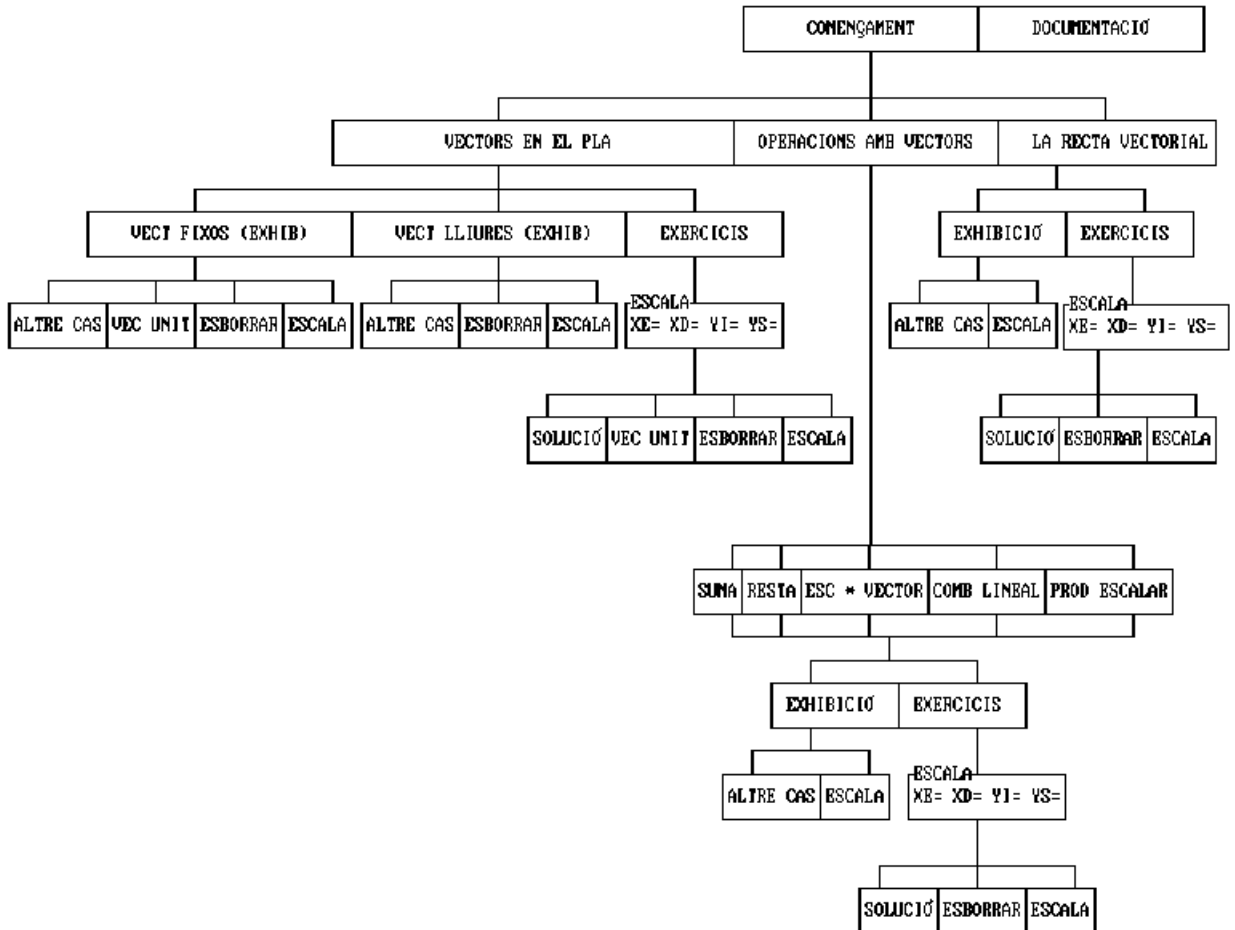 COMENÇAMENT DOCUMENTACIÓ
VECTORS EN EL PLA OPERACIONS AMB VECTORS LA RECTA VECTORIAL
VECT FIXOS (EXHIB) VECT LLIURES (EXHIB) EXERCICIS EXHIBICIÓ EXERCICIS
ESCALA ESCALA
ALTRE CAS VEC UNIT ESBORRAR ESCALA ALTRE CAS ESBORRAR ESCALA XE= XD= YI= YS= ALTRE CAS ESCALA XE= XD= YI= YS=
SOLUCIÓ VEC UNIT ESBORRAR ESCALA SOLUCIÓ ESBORRAR ESCALA
SUMA RESTA ESC * VECTOR COMB LINEAL PROD ESCALAR
EXHIBICIÓ EXERCICIS
ESCALA
ALTRE CAS ESCALA XE= XD= YI= YS=
SOLUCIÓ ESBORRAR ESCALA